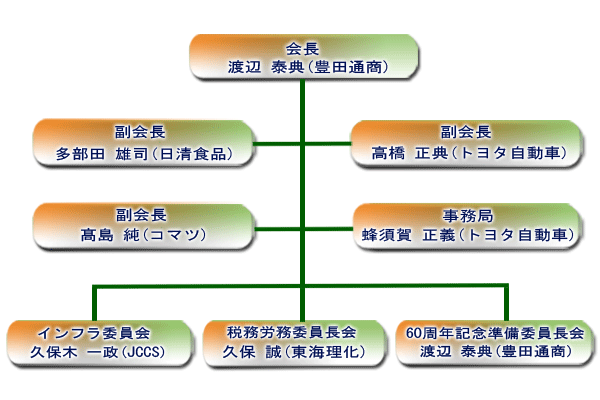 会長
渡辺 泰典(豊田通商)
副会長
多部田 雄司(日清食品)
副会長
高橋 正典(トヨタ自動車)
副会長
髙島 純(コマツ)
事務局
蜂須賀 正義(トヨタ自動車)
インフラ委員会
久保木 一政(JCCS)
税務労務委員長会
久保 誠(東海理化)
60周年記念準備委員長会
渡辺 泰典(豊田通商)